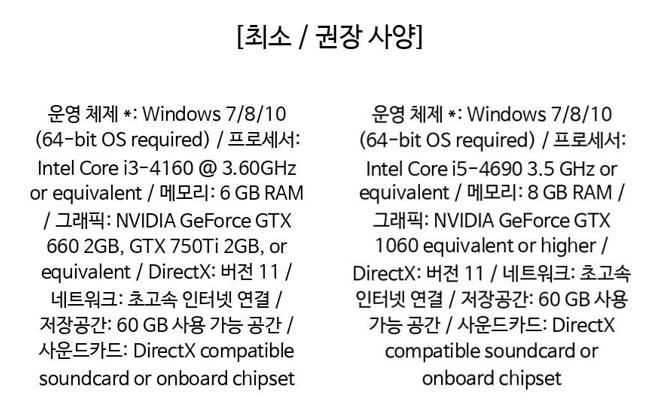 [최소 / 권장 사양]
운영 체제 *: Windows 7/8/10
(64-bit OS required) / 프로세서:
Intel Core i3-4160 @ 3.60GHz
or equivalent / 메모리: 6 GB RAM
/ 그래픽: NVIDIA GeForce GTX
660 2GB, GTX 750Ti 2GB, or
equivalent / DirectX: 버전 11 /
네트워크: 초고속 인터넷 연결 /
저장공간: 60 GB 사용 가능 공간 /
사운드카드: DirectX compatible
soundcard or onboard chipset
운영 체제 *: Windows 7/8/10
(64-bit OS required) / 프로세서:
Intel Core i5-4690 3.5 GHz or
equivalent / 메모리: 8 GB RAM /
그래픽: NVIDIA GeForce GTX
1060 equivalent or higher /
DirectX: 버전 11 / 네트워크: 초고속
인터넷 연결 / 저장공간: 60 GB 사용
가능 공간 / 사운드카드: DirectX
compatible soundcard or
onboard chipset